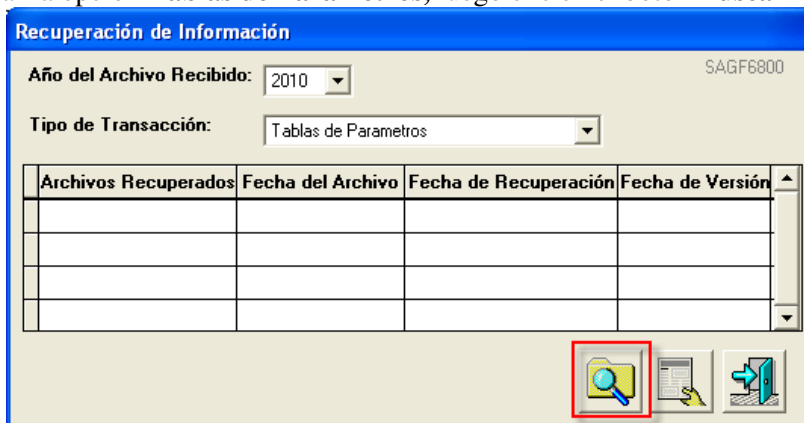 Recuperación de Información
SAGF6800
Año del Archivo Recibido: 2010
Tipo de Transacción: Tablas de Parametros
Archivos Recuperados Fecha del Archivo Fecha de Recuperación Fecha de Versión